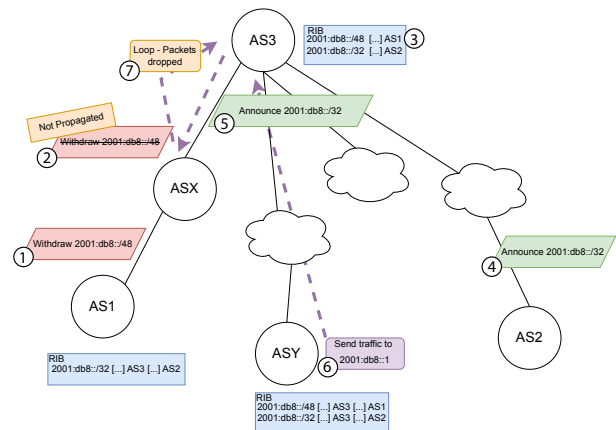 AS3
RIB
2001:db8::/48 [...] AS1
2001:db8::/32 [...] AS2
3
Loop - Packets
dropped
7
Not Propagated
Withdraw 2001:db8::/48
2
Announce 2001:db8::/32
5
ASX
Withdraw 2001:db8::/48
1
Announce 2001:db8::/32
4
AS1
AS2
ASY
Send traffic to
2001:db8::1
6
RIB
2001:db8::/32 [...] AS3 [...] AS2
RIB
2001:db8::/48 [...] AS3 [...] AS1
2001:db8::/32 [...] AS3 [...] AS2